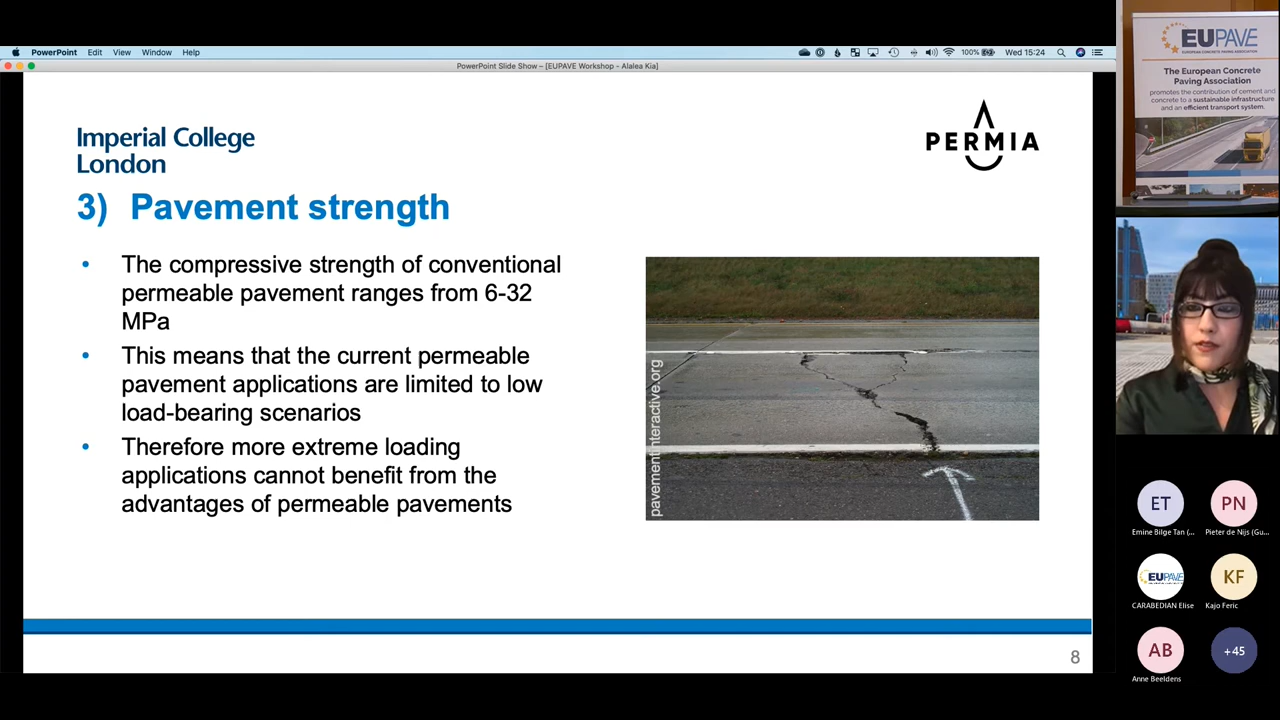 PowerPoint Edit View Window Help
100% Wed 15:24
PowerPoint Slide Show – [EUPAVE Workshop - Alalea Kia]
Imperial College
London
PERMIA
3) Pavement strength
• The compressive strength of conventional
permeable pavement ranges from 6-32
MPa
• This means that the current permeable
pavement applications are limited to low
load-bearing scenarios
• Therefore more extreme loading
applications cannot benefit from the
advantages of permeable pavements
pavementinteractive.org
8
EUPAVE
EUROPEAN CONCRETE PAVING ASSOCIATION
The European Concrete
Paving Association
promotes the contribution of cement and
concrete to a sustainable infrastructure
and an efficient transport system.
ET
PN
Emine Bilge Tan (...
Pieter de Nijs (Gu...
EUPAVE
KF
CARABEDIAN Elise
Kajo Feric
AB
+45
Anne Beeldens